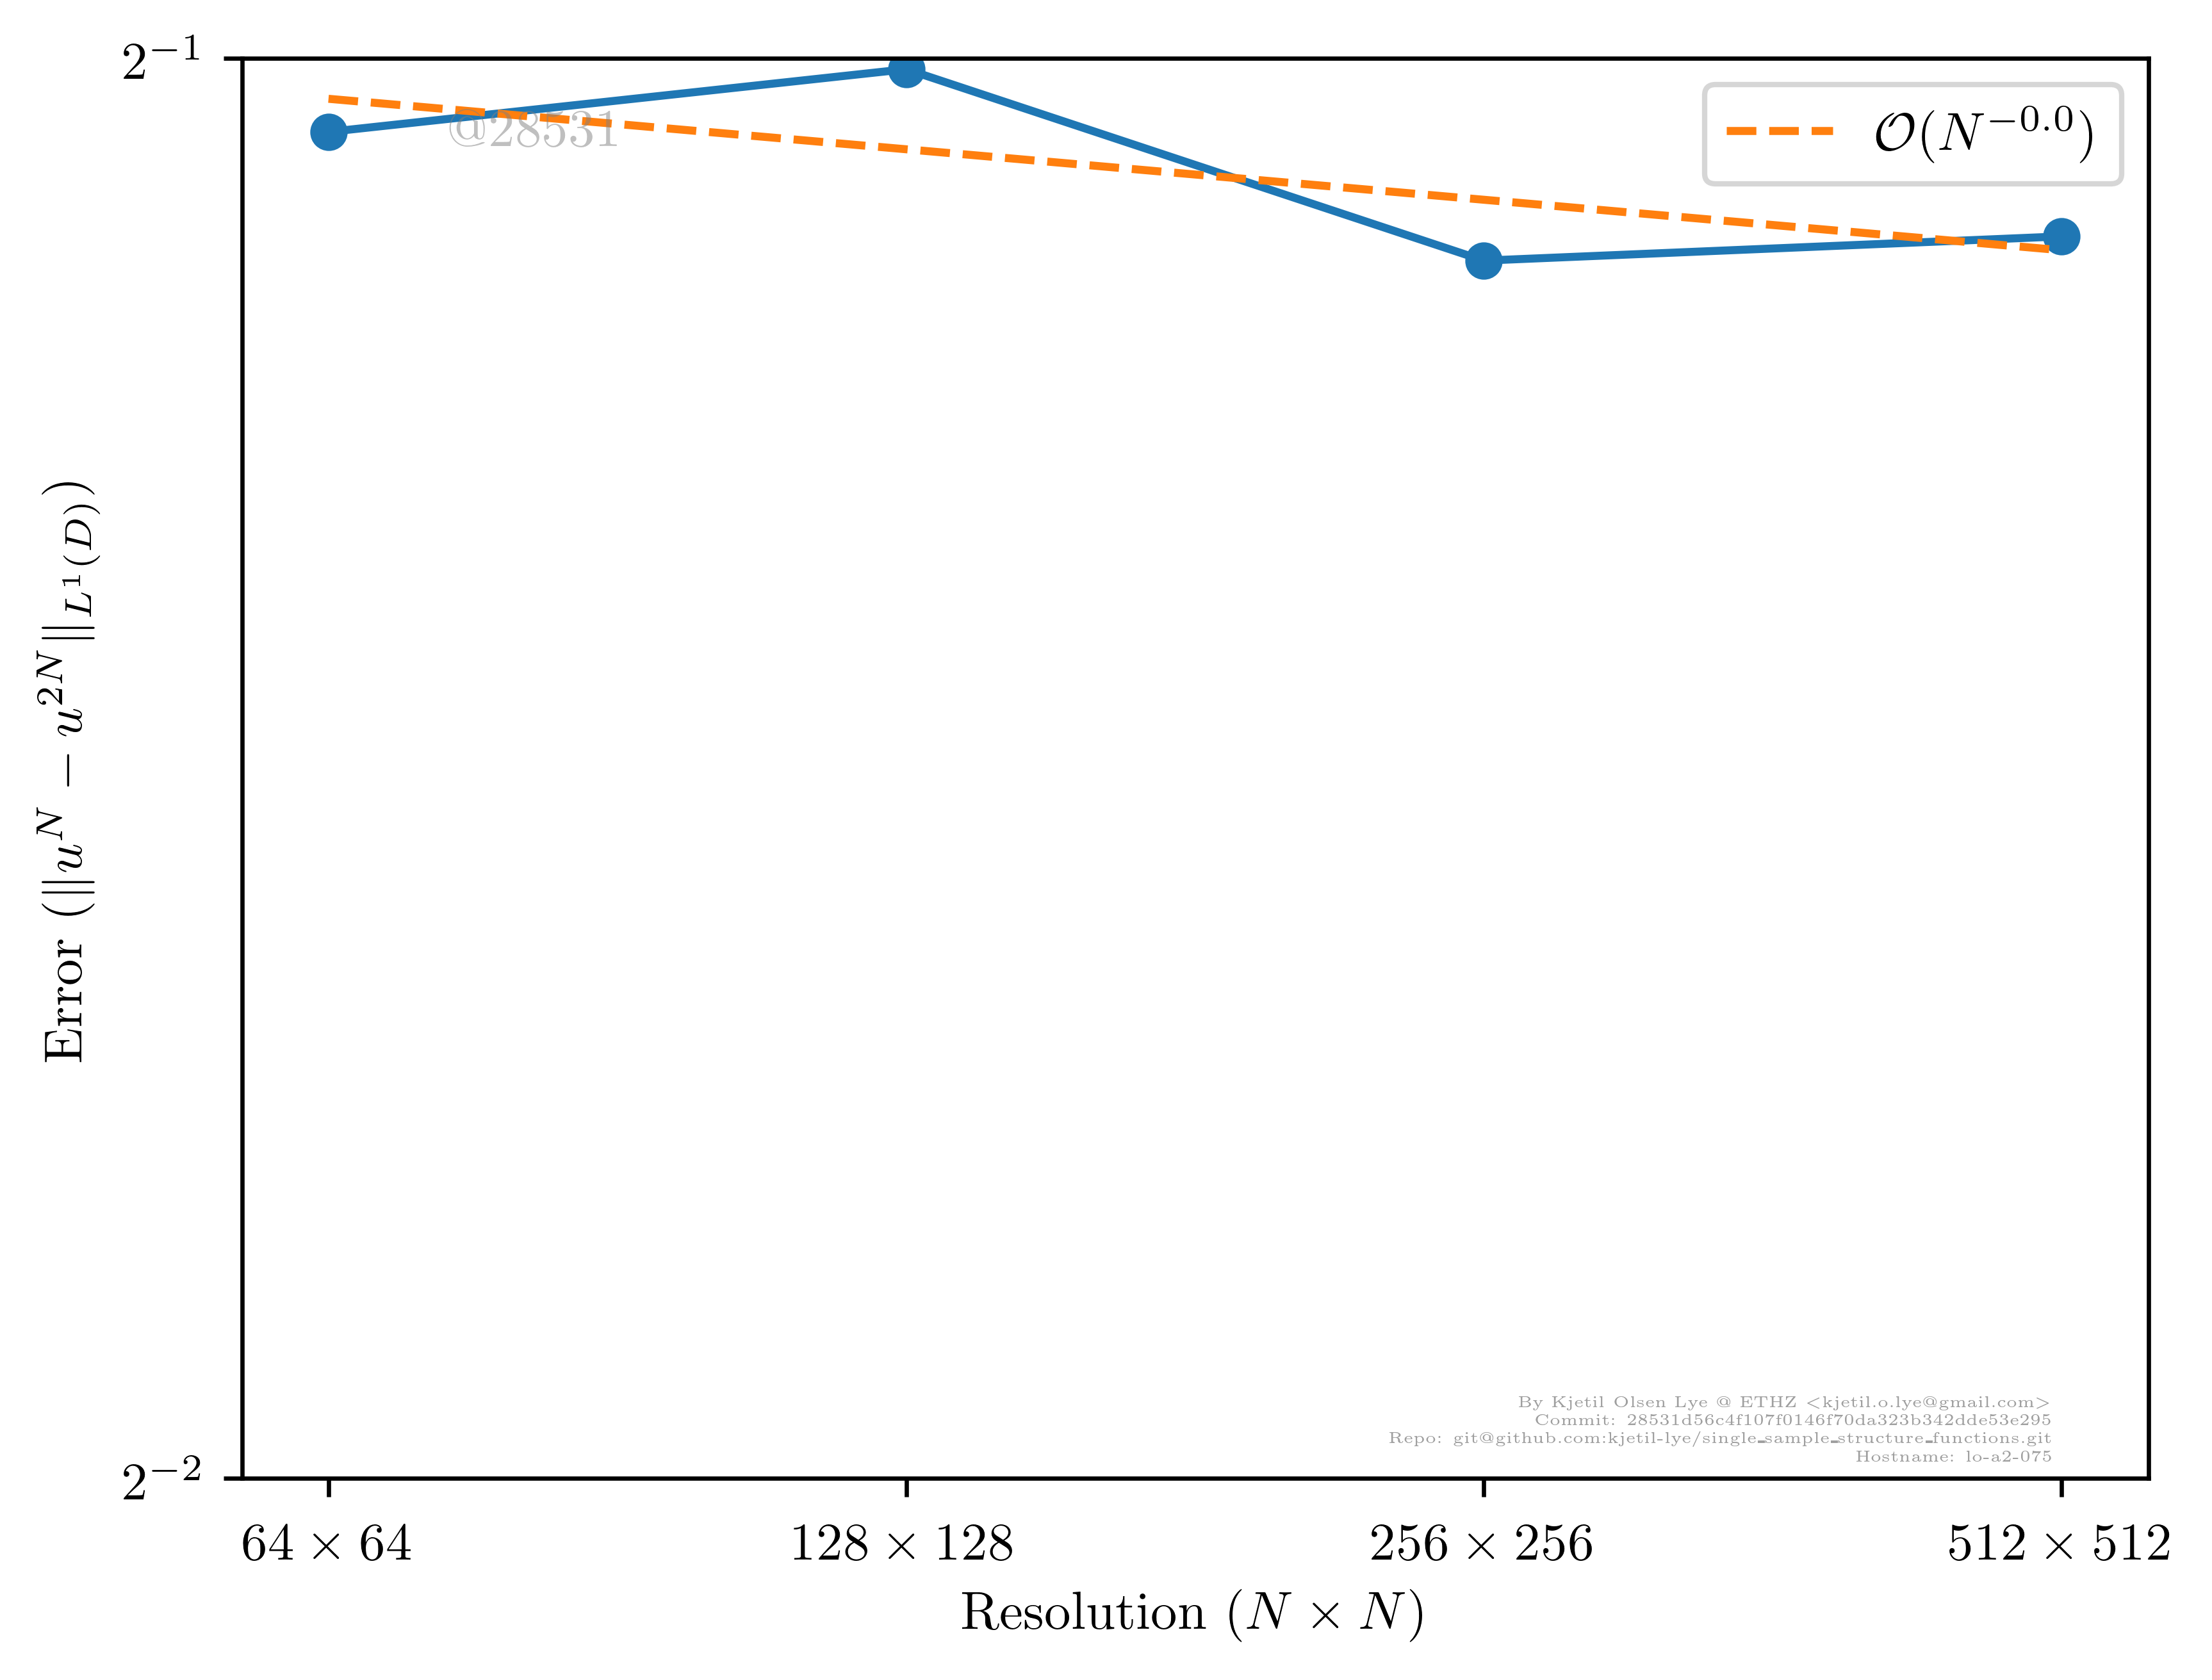 2^{-1}
@28531
\mathcal{O}(N^{-0.0})
Error (||u^N − u^{2N}||_{L^1(D)})
By Kjetil Olsen Lye @ ETHZ <kjetil.o.lye@gmail.com>
Commit: 28531d56c4f107f0146f70da323b342dde53e295
Repo: git@github.com:kjetil-lye/single_sample_structure_functions.git
Hostname: lo-a2-075
2^{-2}
64 × 64 128 × 128 256 × 256 512 × 512
Resolution (N × N)